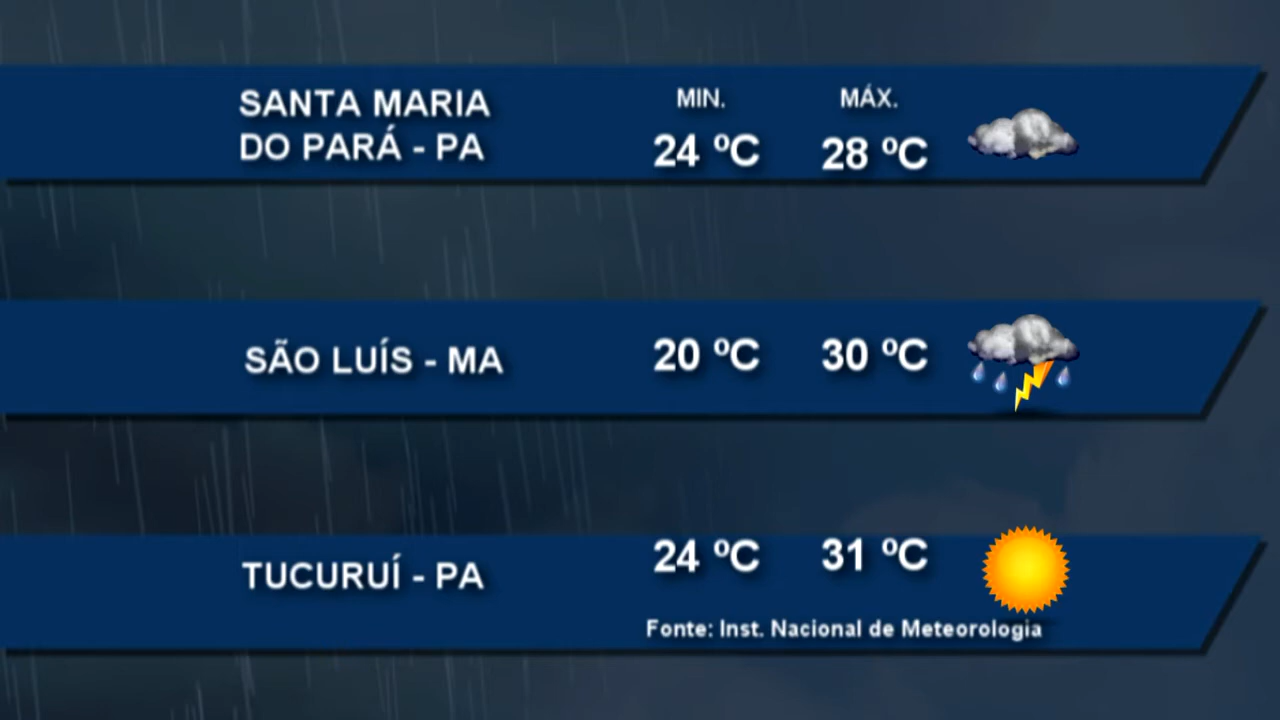 SANTA MARIA
DO PARÁ - PA
MIN.
MÁX.
24 ºC
28 ºC
SÃO LUÍS - MA
20 ºC
30 ºC
TUCURUÍ - PA
24 ºC
31 ºC
Fonte: Inst. Nacional de Meteorologia